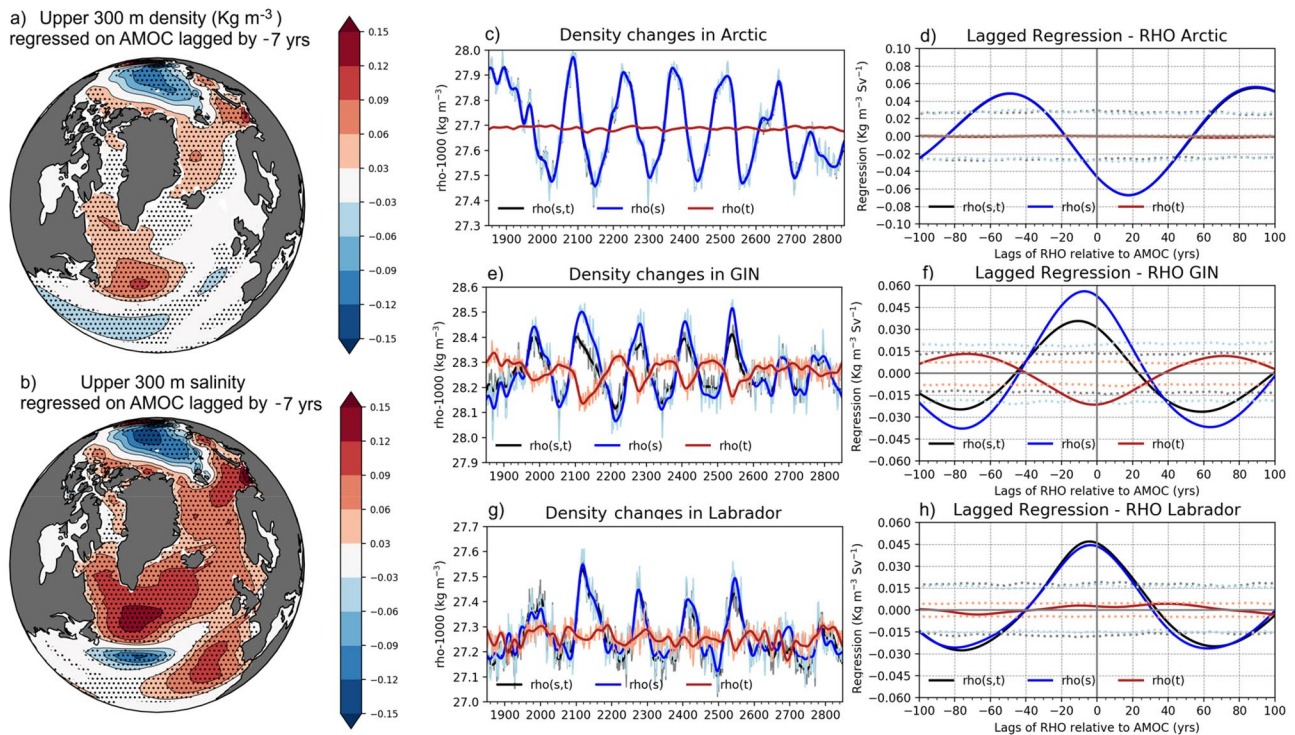 a) Upper 300 m density (Kg m⁻³)
regressed on AMOC lagged by -7 yrs
0.15
0.12
0.09
0.06
0.03
−0.03
−0.06
−0.09
−0.12
−0.15
b) Upper 300 m salinity
regressed on AMOC lagged by -7 yrs
0.15
0.12
0.09
0.06
0.03
−0.03
−0.06
−0.09
−0.12
−0.15
c) Density changes in Arctic
rho-1000 (kg m⁻³)
28.0
27.9
27.8
27.7
27.6
27.5
27.4
27.3
rho(s,t) rho(s) rho(t)
1900 2000 2100 2200 2300 2400 2500 2600 2700 2800
d) Lagged Regression - RHO Arctic
Regression (Kg m⁻³ Sv⁻¹)
0.10
0.08
0.06
0.04
0.02
0.00
−0.02
−0.04
−0.06
−0.08
0.10
rho(s,t) rho(s) rho(t)
−100 −80 −60 −40 −20 0 20 40 60 80 100
Lags of RHO relative to AMOC (yrs)
e) Density changes in GIN
rho-1000 (kg m⁻³)
28.6
28.5
28.4
28.3
28.2
28.1
28.0
27.9
rho(s,t) rho(s) rho(t)
1900 2000 2100 2200 2300 2400 2500 2600 2700 2800
f) Lagged Regression - RHO GIN
Regression (Kg m⁻³ Sv⁻¹)
0.060
0.045
0.030
0.015
0.000
−0.015
−0.030
−0.045
−0.060
rho(s,t) rho(s) rho(t)
−100 −80 −60 −40 −20 0 20 40 60 80 100
Lags of RHO relative to AMOC (yrs)
g) Density changes in Labrador
rho-1000 (kg m⁻³)
27.7
27.6
27.5
27.4
27.3
27.2
27.1
27.0
rho(s,t) rho(s) rho(t)
1900 2000 2100 2200 2300 2400 2500 2600 2700 2800
h) Lagged Regression - RHO Labrador
Regression (Kg m⁻³ Sv⁻¹)
0.060
0.045
0.030
0.015
0.000
−0.015
−0.030
−0.045
−0.060
rho(s,t) rho(s) rho(t)
−100 −80 −60 −40 −20 0 20 40 60 80 100
Lags of RHO relative to AMOC (yrs)